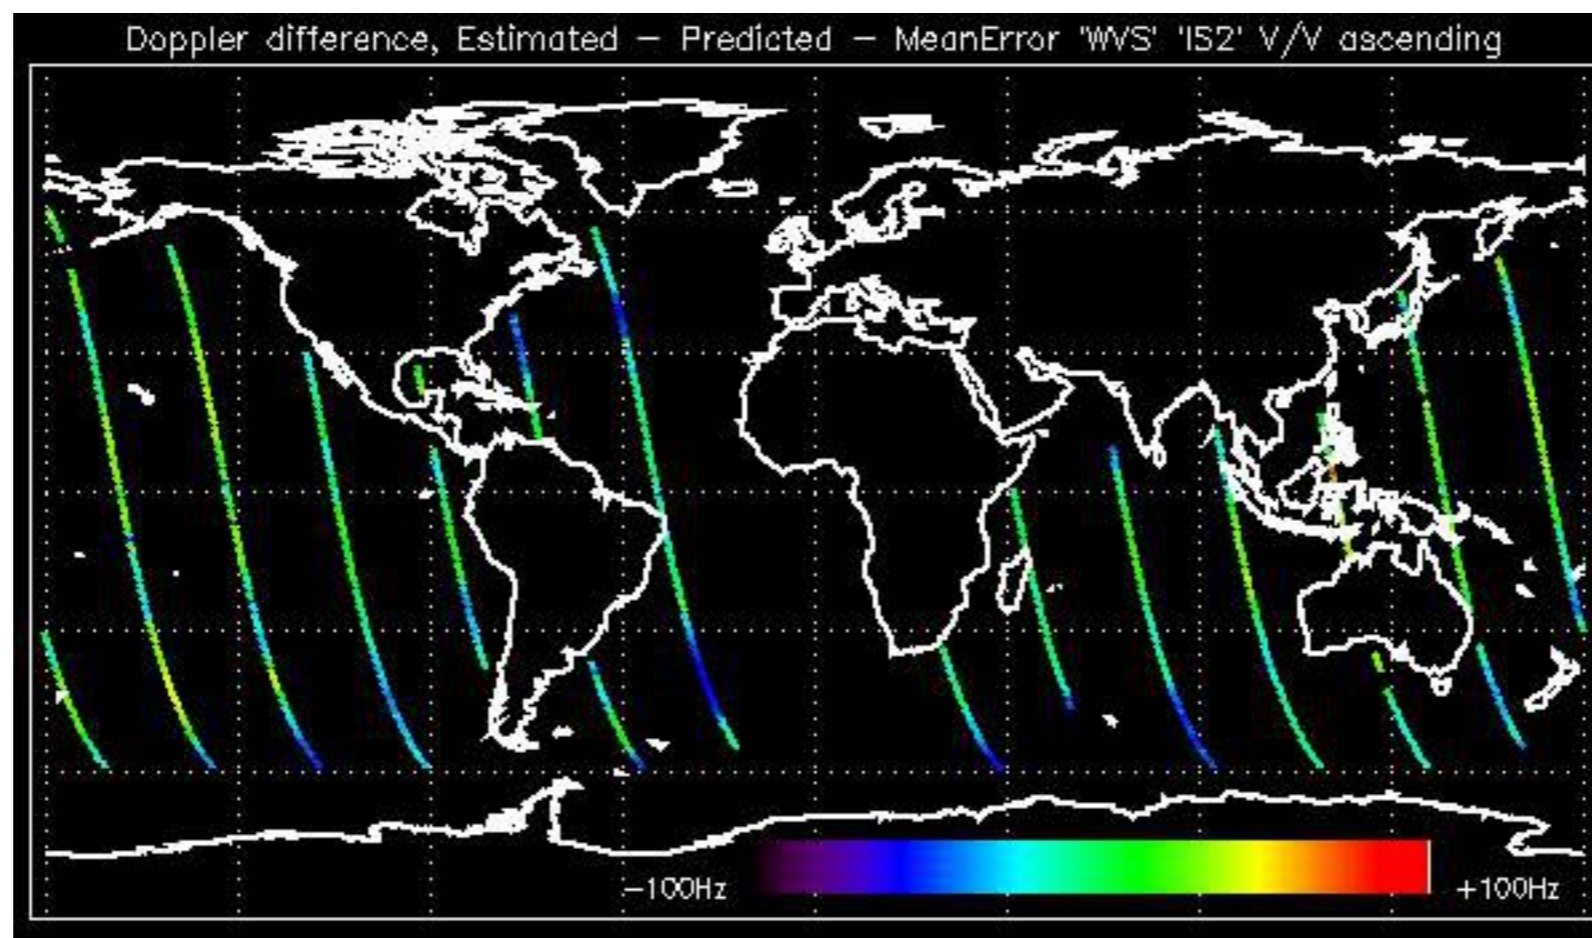 Doppler difference, Estimated – Predicted – MeanError 'WVS' 'IS2' V/V ascending
−100Hz +100Hz